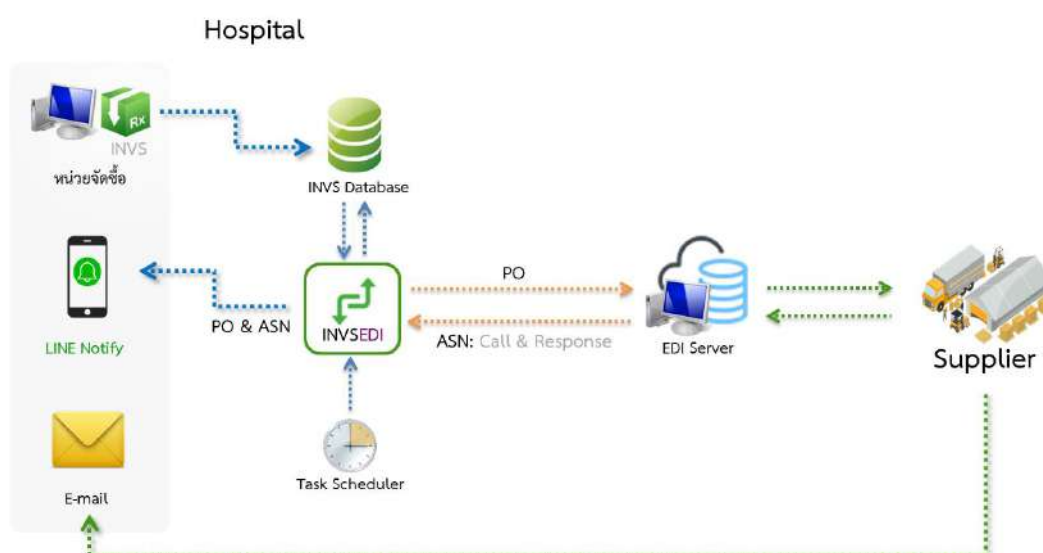 Hospital
Rx
INVS
หน่วยจัดซื้อ
INVS Database
PO
PO & ASN
INVSEDI
ASN: Call & Response
EDI Server
Supplier
LINE Notify
Task Scheduler
E-mail